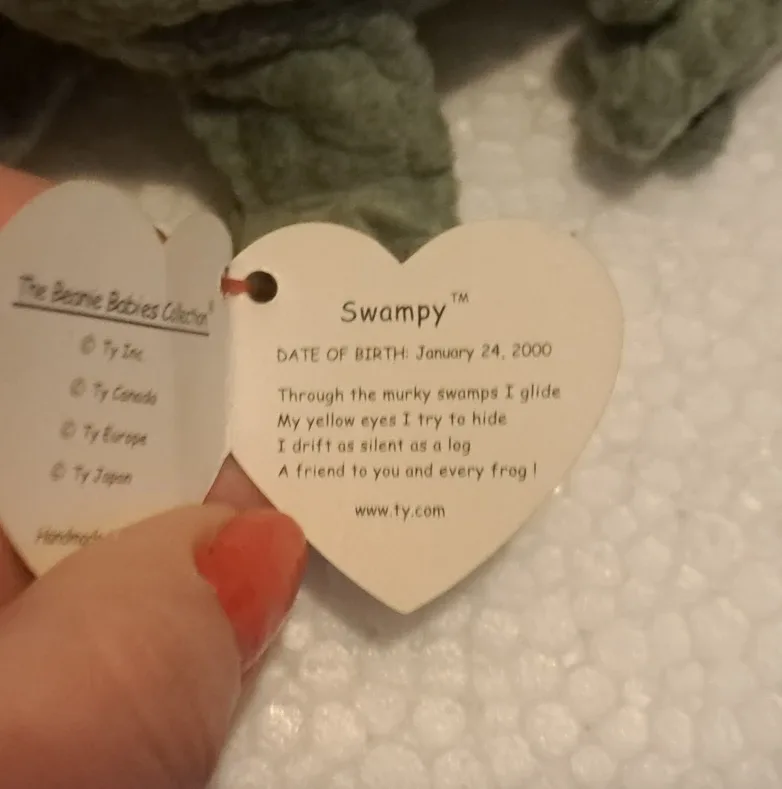 The Beanie Babies Collection®
© Ty Inc
© Ty Canada
© Ty Europe
© Ty Japan
Handmade
Swampy™
DATE OF BIRTH: January 24, 2000
Through the murky swamps I glide
My yellow eyes I try to hide
I drift as silent as a log
A friend to you and every frog !
www.ty.com